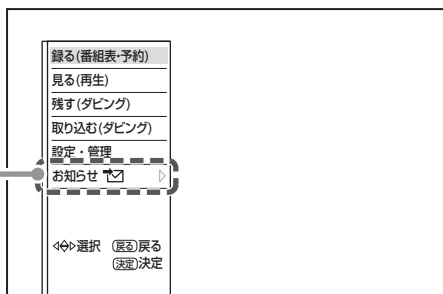 録る(番組表・予約)
見る(再生)
残す(ダビング)
取り込む(ダビング)
設定・管理
お知らせ
選択 戻る戻る
決定決定